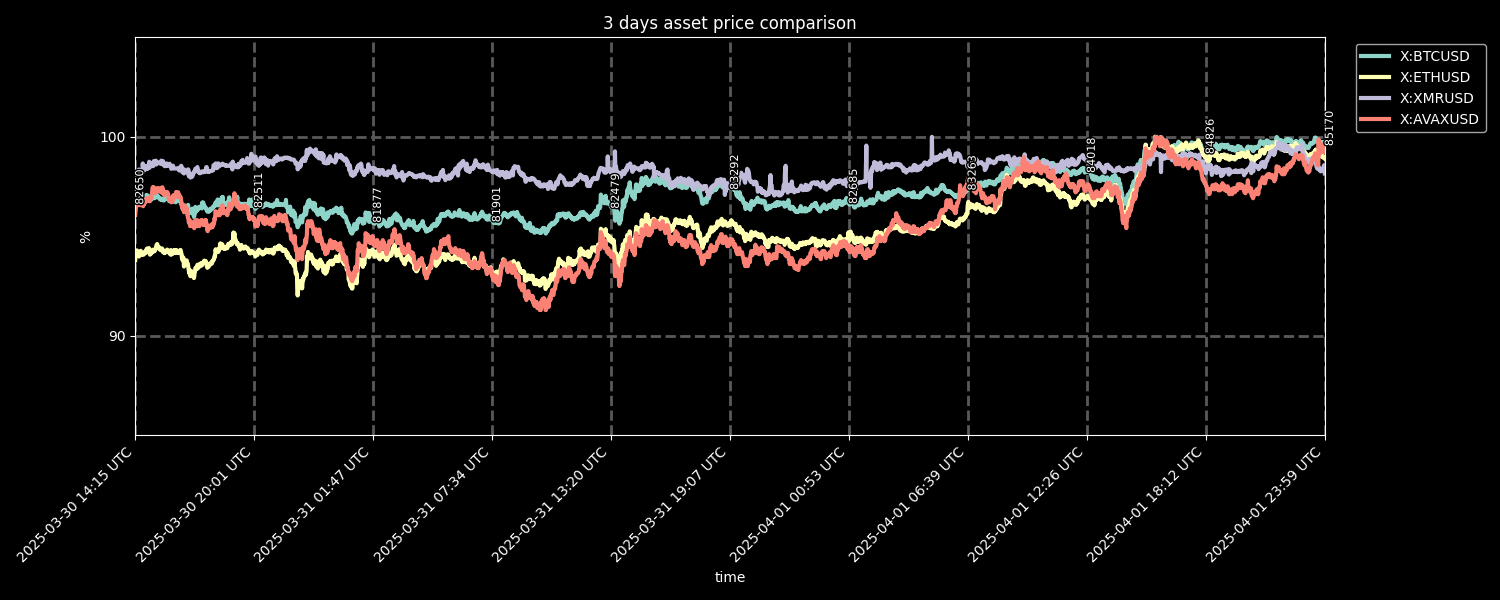 3 days asset price comparison
X:BTCUSD
X:ETHUSD
X:XMRUSD
X:AVAXUSD
%
100
90
82650
82511
81877
81901
82479
83292
82685
83263
84018
84826
85170
2025-03-30 14:15 UTC
2025-03-30 20:01 UTC
2025-03-31 01:47 UTC
2025-03-31 07:34 UTC
2025-03-31 13:20 UTC
2025-03-31 19:07 UTC
2025-04-01 00:53 UTC
2025-04-01 06:39 UTC
2025-04-01 12:26 UTC
2025-04-01 18:12 UTC
2025-04-01 23:59 UTC
time